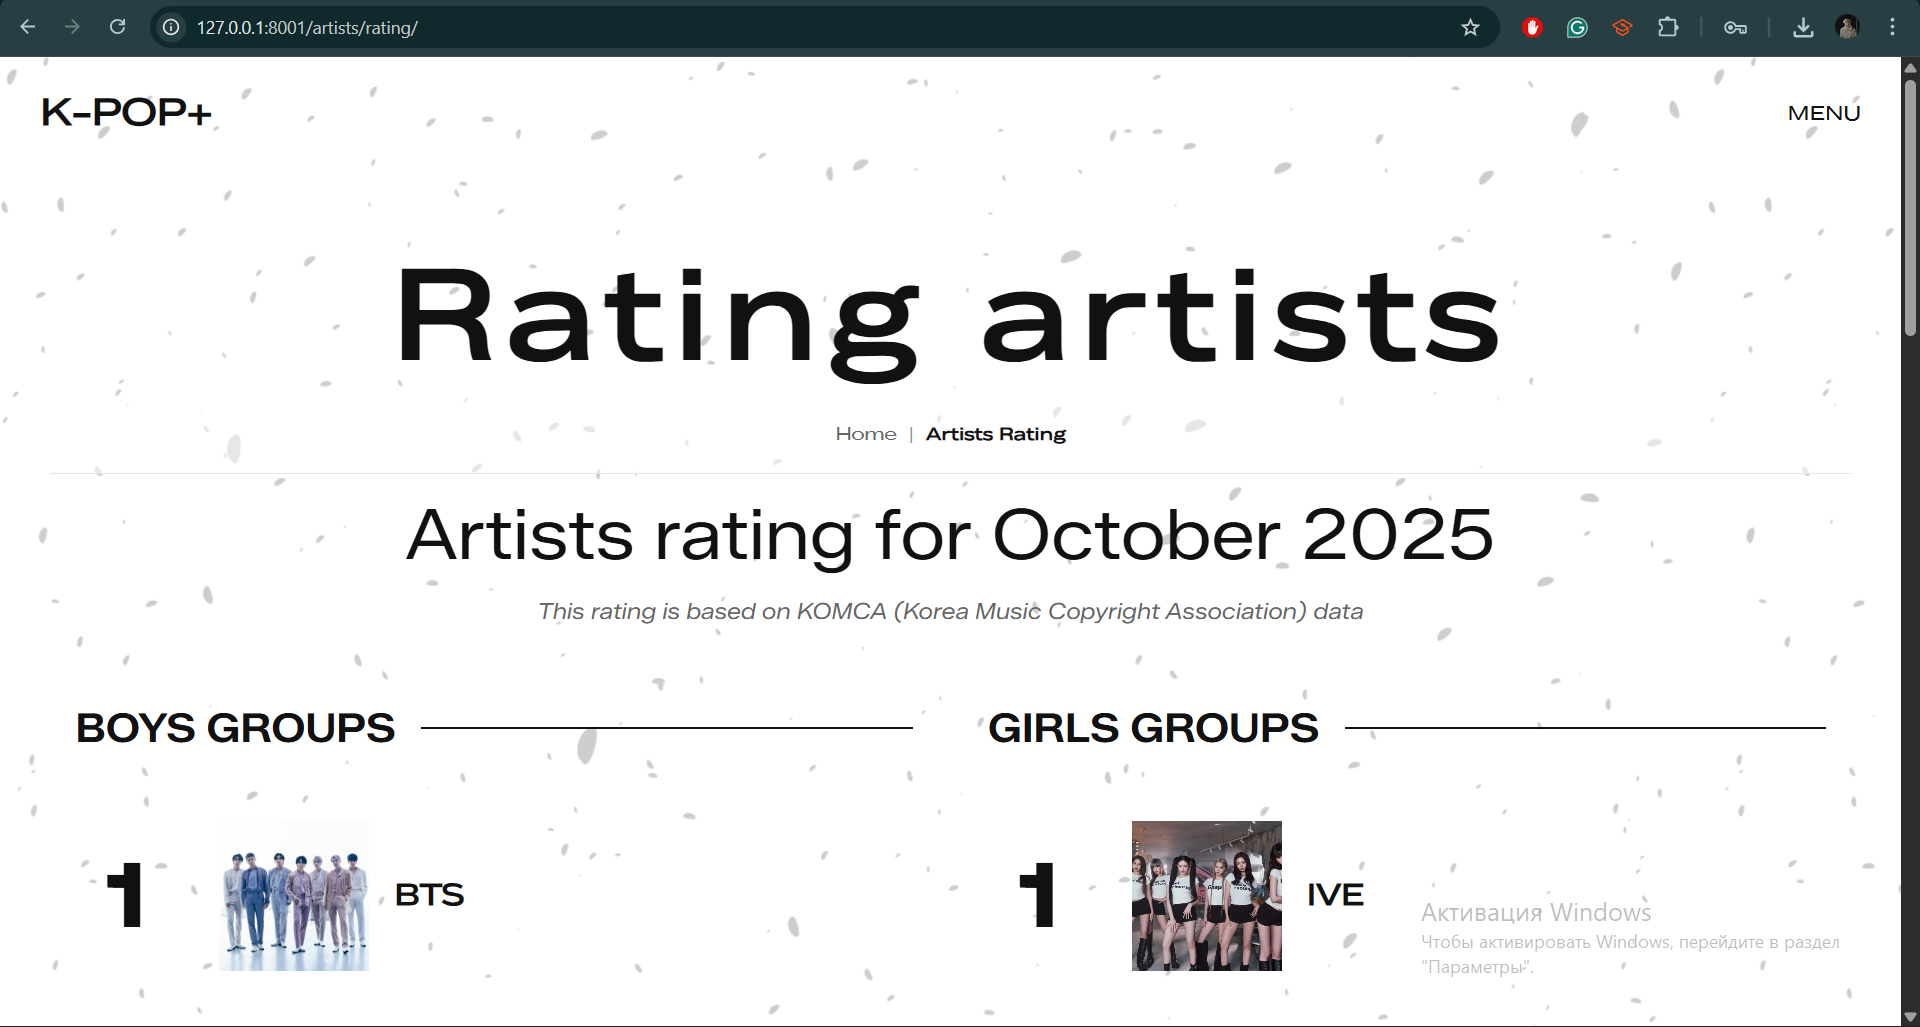 127.0.0.1:8001/artists/rating/
K-POP+
MENU
Rating artists
Home | Artists Rating
Artists rating for October 2025
This rating is based on KOMCA (Korea Music Copyright Association) data
BOYS GROUPS
1
BTS
GIRLS GROUPS
1
IVE
Активация Windows
Чтобы активировать Windows, перейдите в раздел
"Параметры".